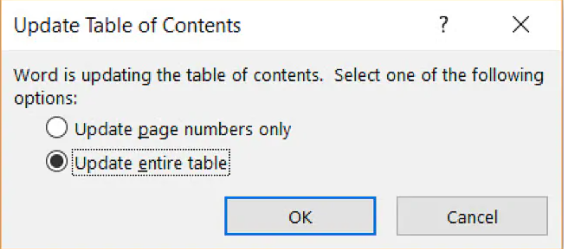 Update Table of Contents ?
Word is updating the table of contents. Select one of the following
options:
Update page numbers only
Update entire table
OK Cancel